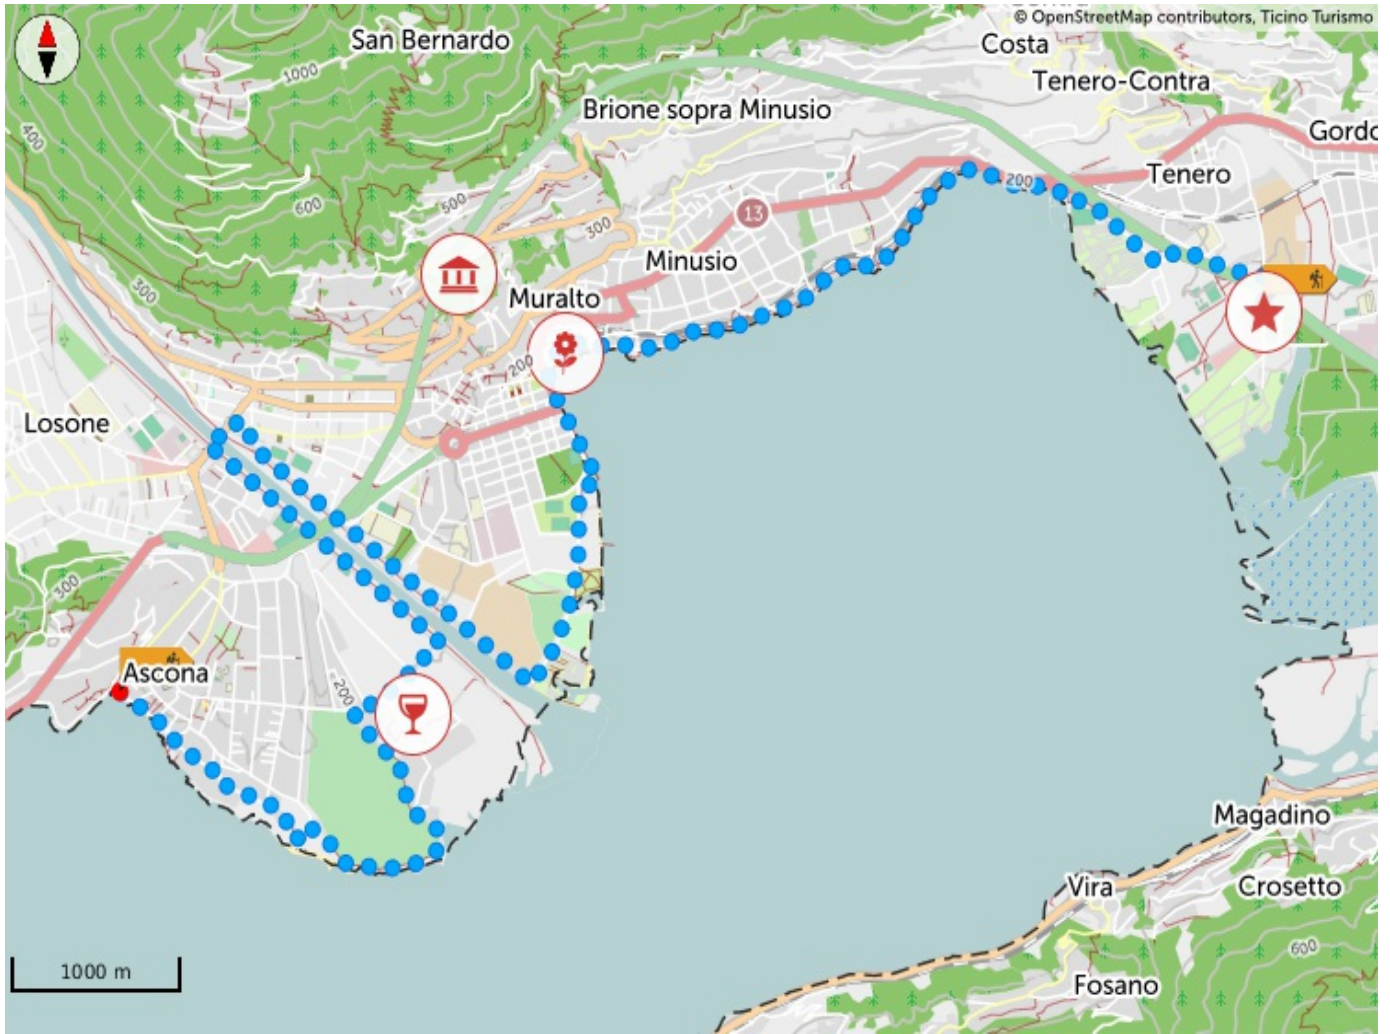 © OpenStreetMap contributors, Ticino Turismo
San Bernardo
Costa
1000
Tenero-Contra
Brione sopra Minusio
400
Gordo
Tenero
200
500
600
13
300
Minusio
300
Muralto
200
Losone
300
Ascona
200
Magadino
Vira
Crosetto
600
1000 m
Fosano